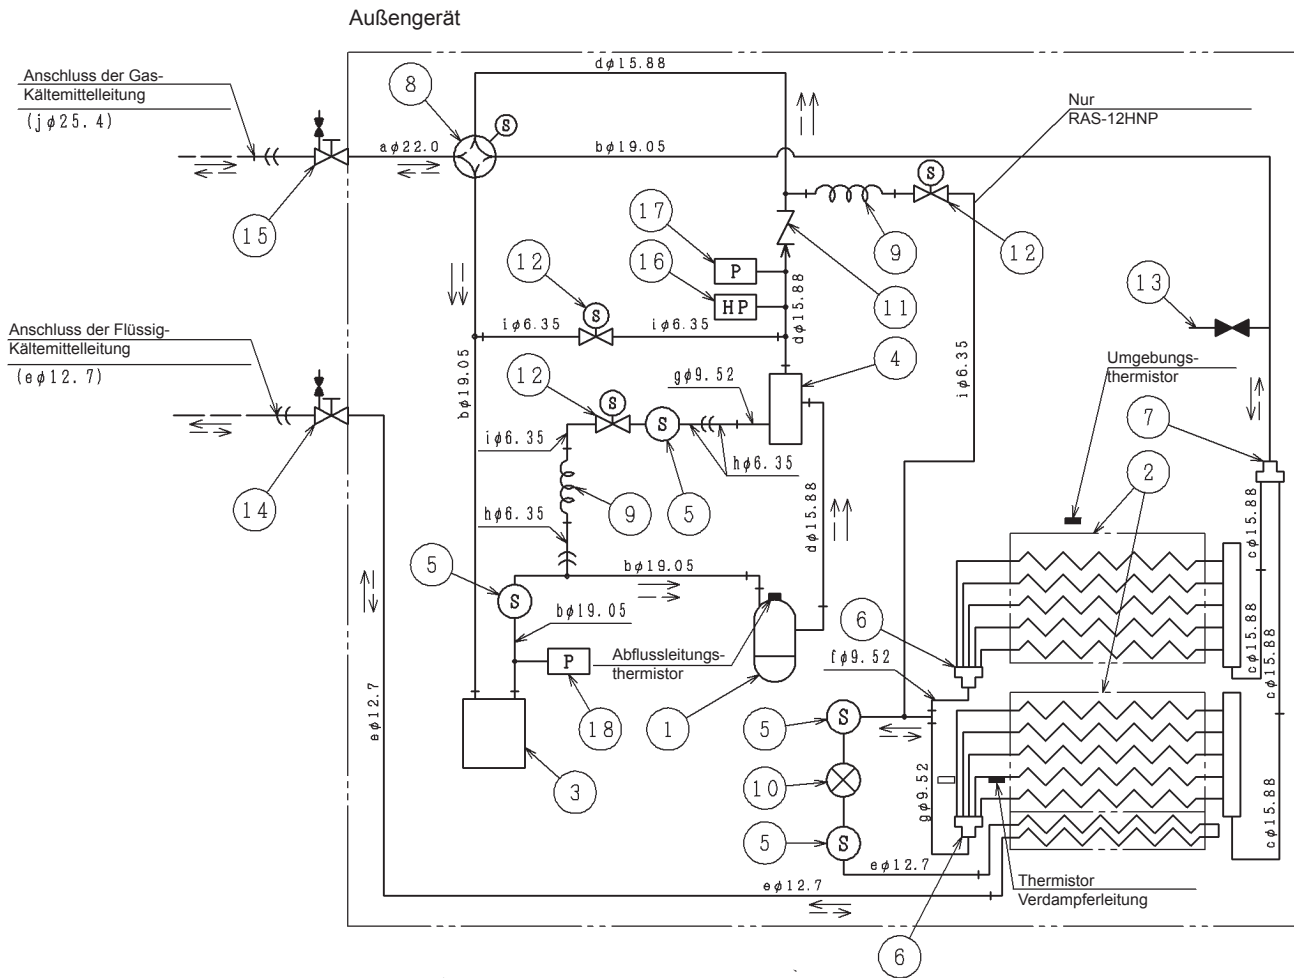 Außengerät
Anschluss der Gas-
Kältemittelleitung
(jφ25.4)
8
dφ15.88
S
aφ22.0
bφ19.05
Nur
RAS-12HNP
15
17
P
16
HP
11
9
S
12
dφ15.88
12
S
iφ6.35
iφ6.35
bφ19.05
iφ6.35
13
Anschluss der Flüssig-
Kältemittelleitung
(eφ12.7)
14
12
S
S
gφ9.52
4
iφ6.35
hφ6.35
9
5
hφ6.35
dφ15.88
Umgebungs-
thermistor
7
2
cφ15.88
cφ15.88
cφ15.88
cφ15.88
5
S
bφ19.05
bφ19.05
P
18
Abflussleitungs-
thermistor
1
3
6
fφ9.52
5
S
10
gφ9.52
5
S
eφ12.7
eφ12.7
aφ12.7
Thermistor
Verdampferleitung
6